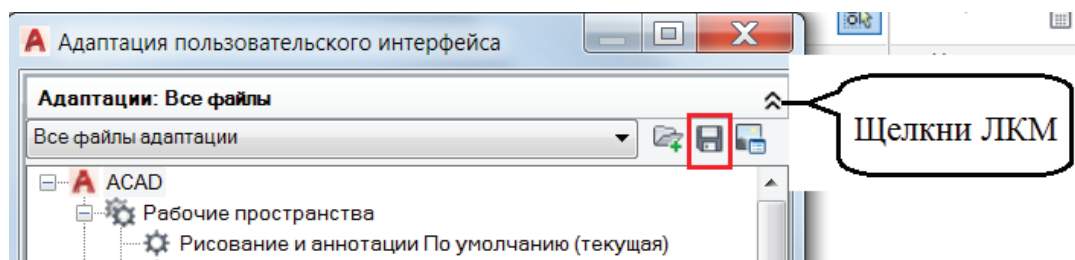 Адаптация пользовательского интерфейса
Адаптации: Все файлы
Все файлы адаптации
Щелкни ЛКМ
ACAD
Рабочие пространства
Рисование и аннотации По умолчанию (текущая)